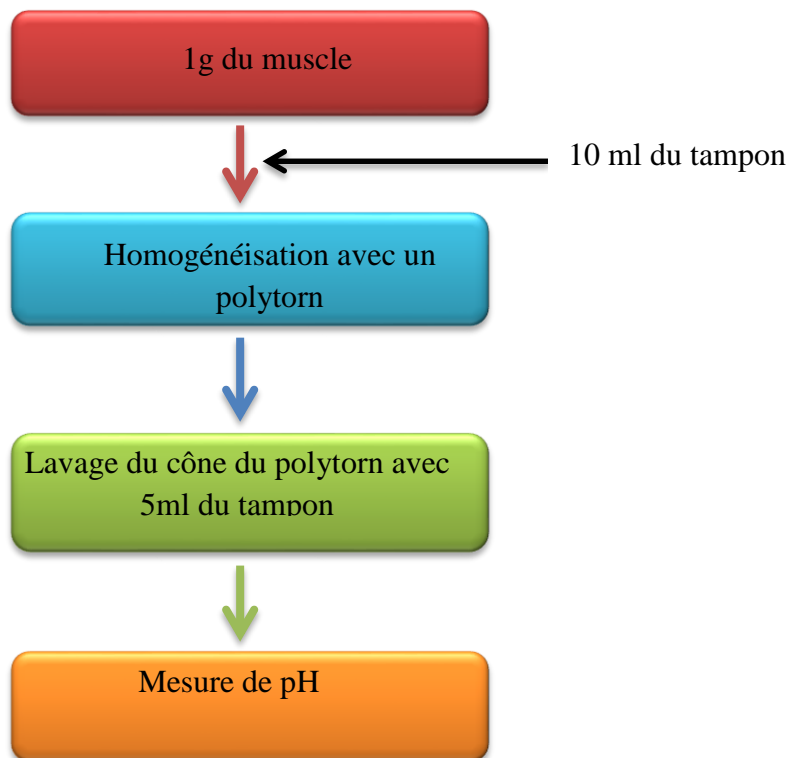 1g du muscle
10 ml du tampon
Homogénéisation avec un
polytorn
Lavage du cône du polytorn avec
5ml du tampon
Mesure de pH